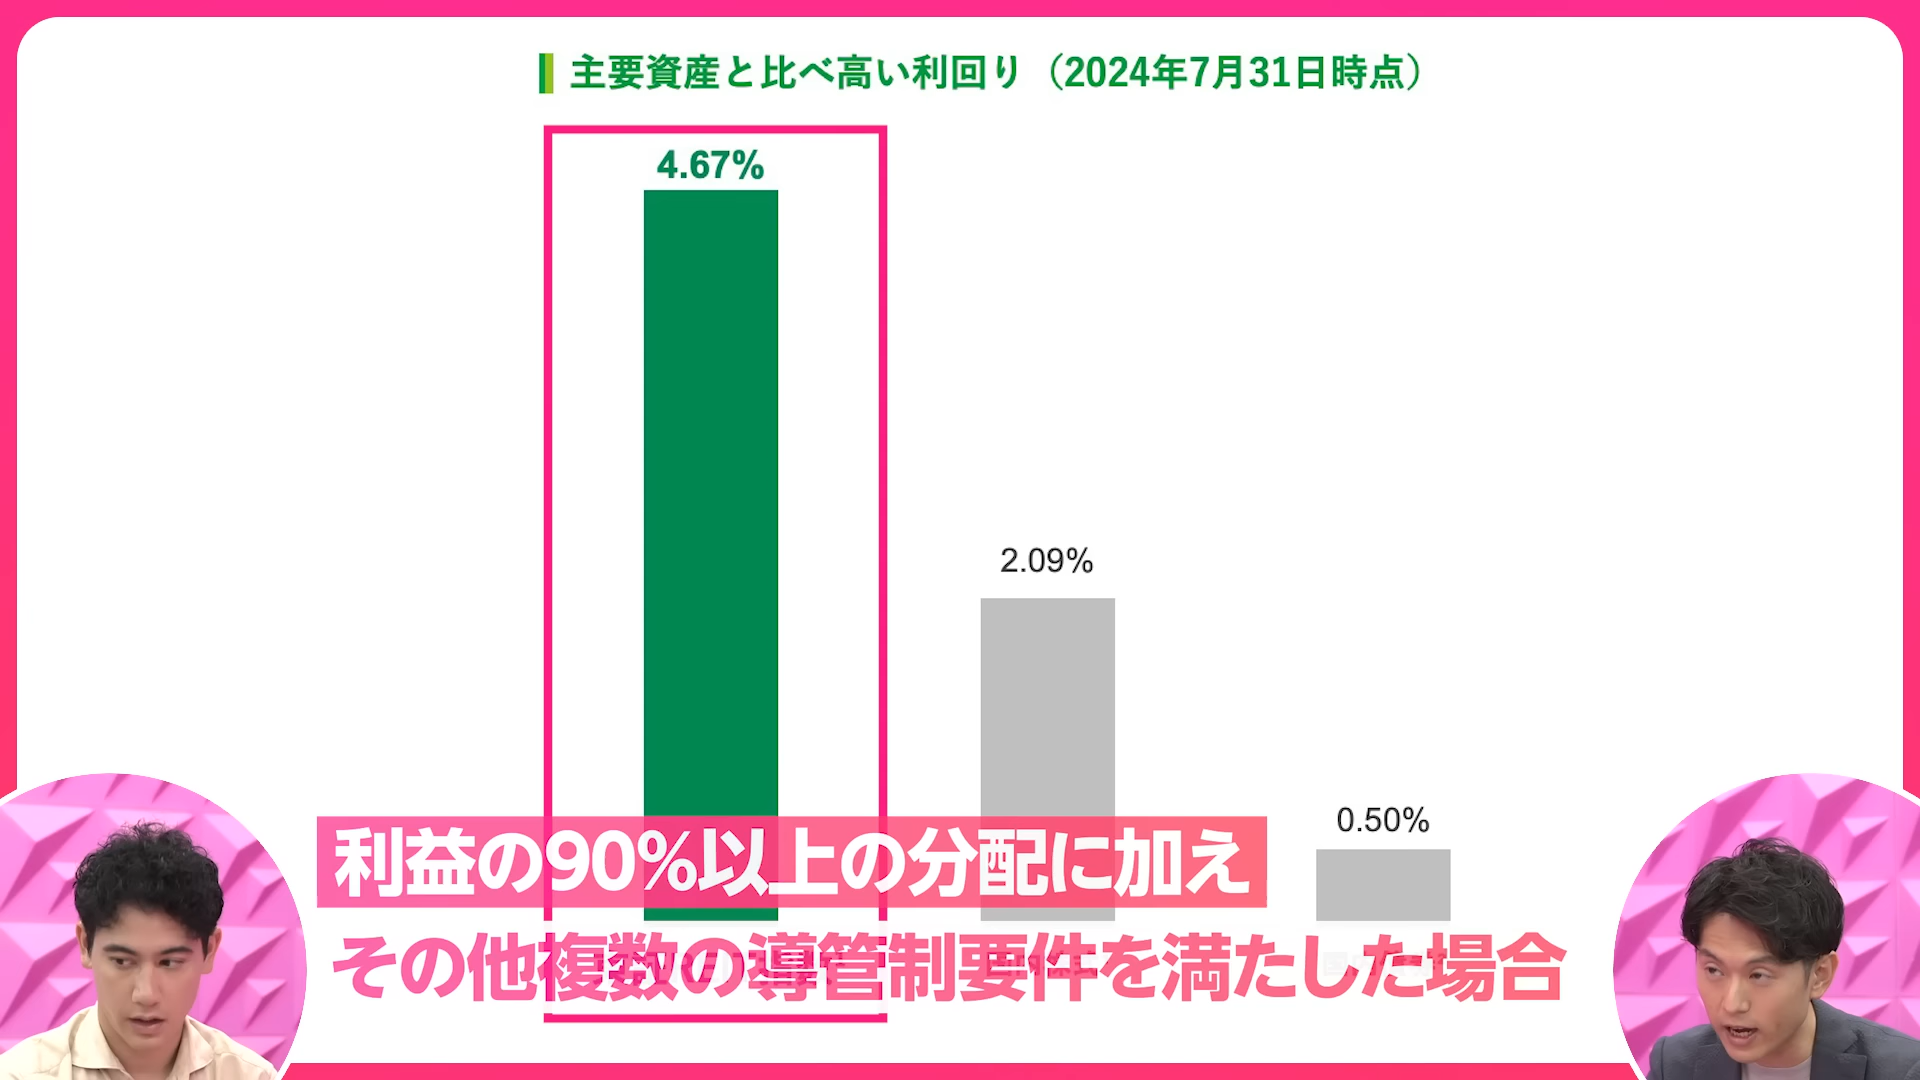 主要資産と比べ高い利回り（2024年7月31日時点）
4.67%
2.09%
0.50%
利益の90%以上の分配に加え
その他複数の導管制要件を満たした場合